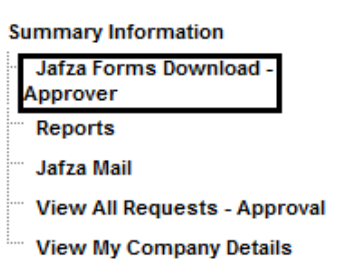 Summary Information
Jafza Forms Download -
Approver
Reports
Jafza Mail
View All Requests - Approval
View My Company Details